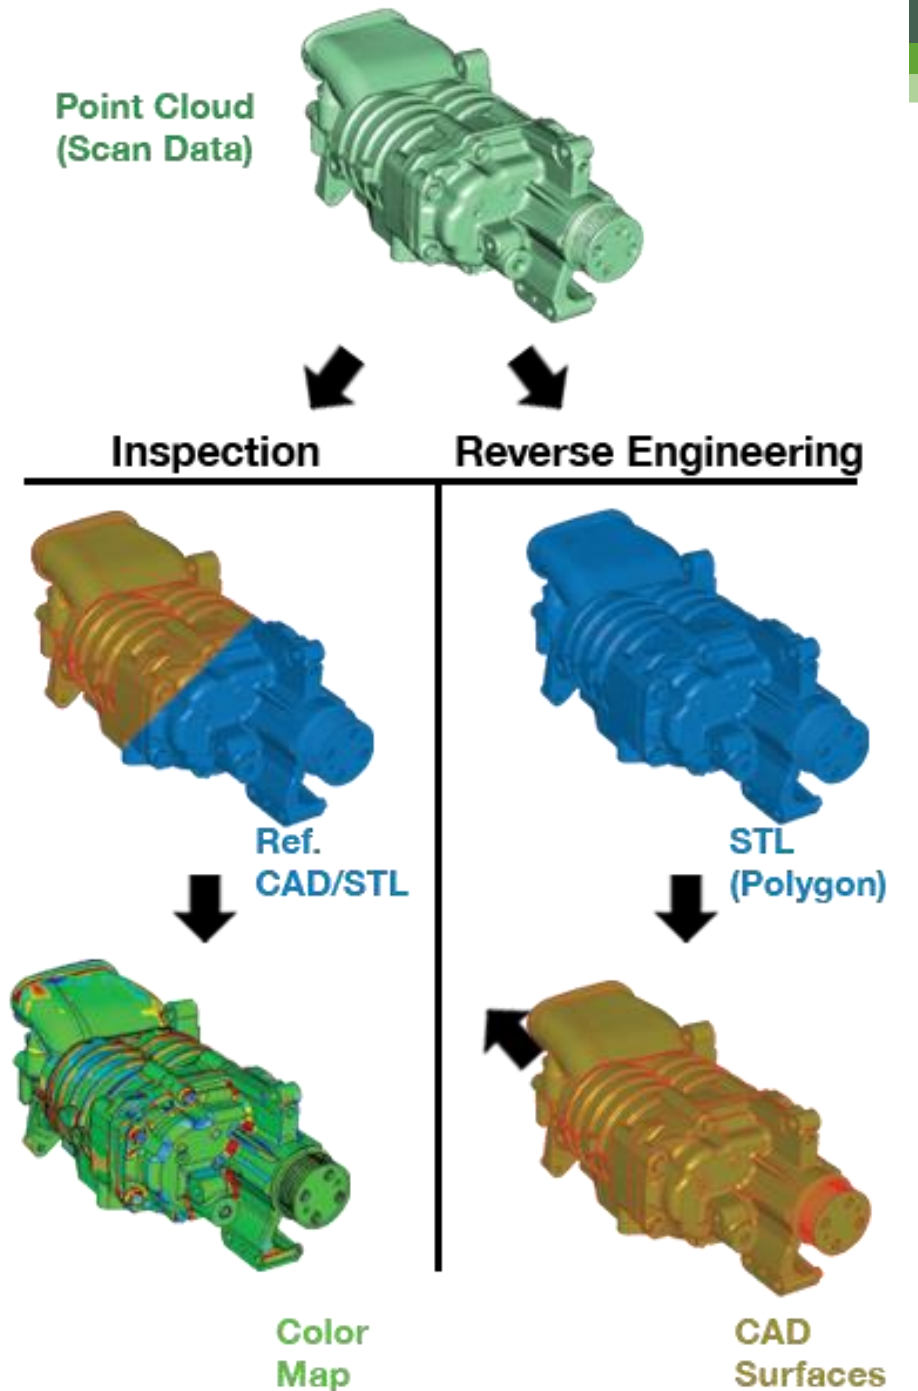 Point Cloud
(Scan Data)
Inspection
Reverse Engineering
Ref.
CAD/STL
STL
(Polygon)
Color
Map
CAD
Surfaces